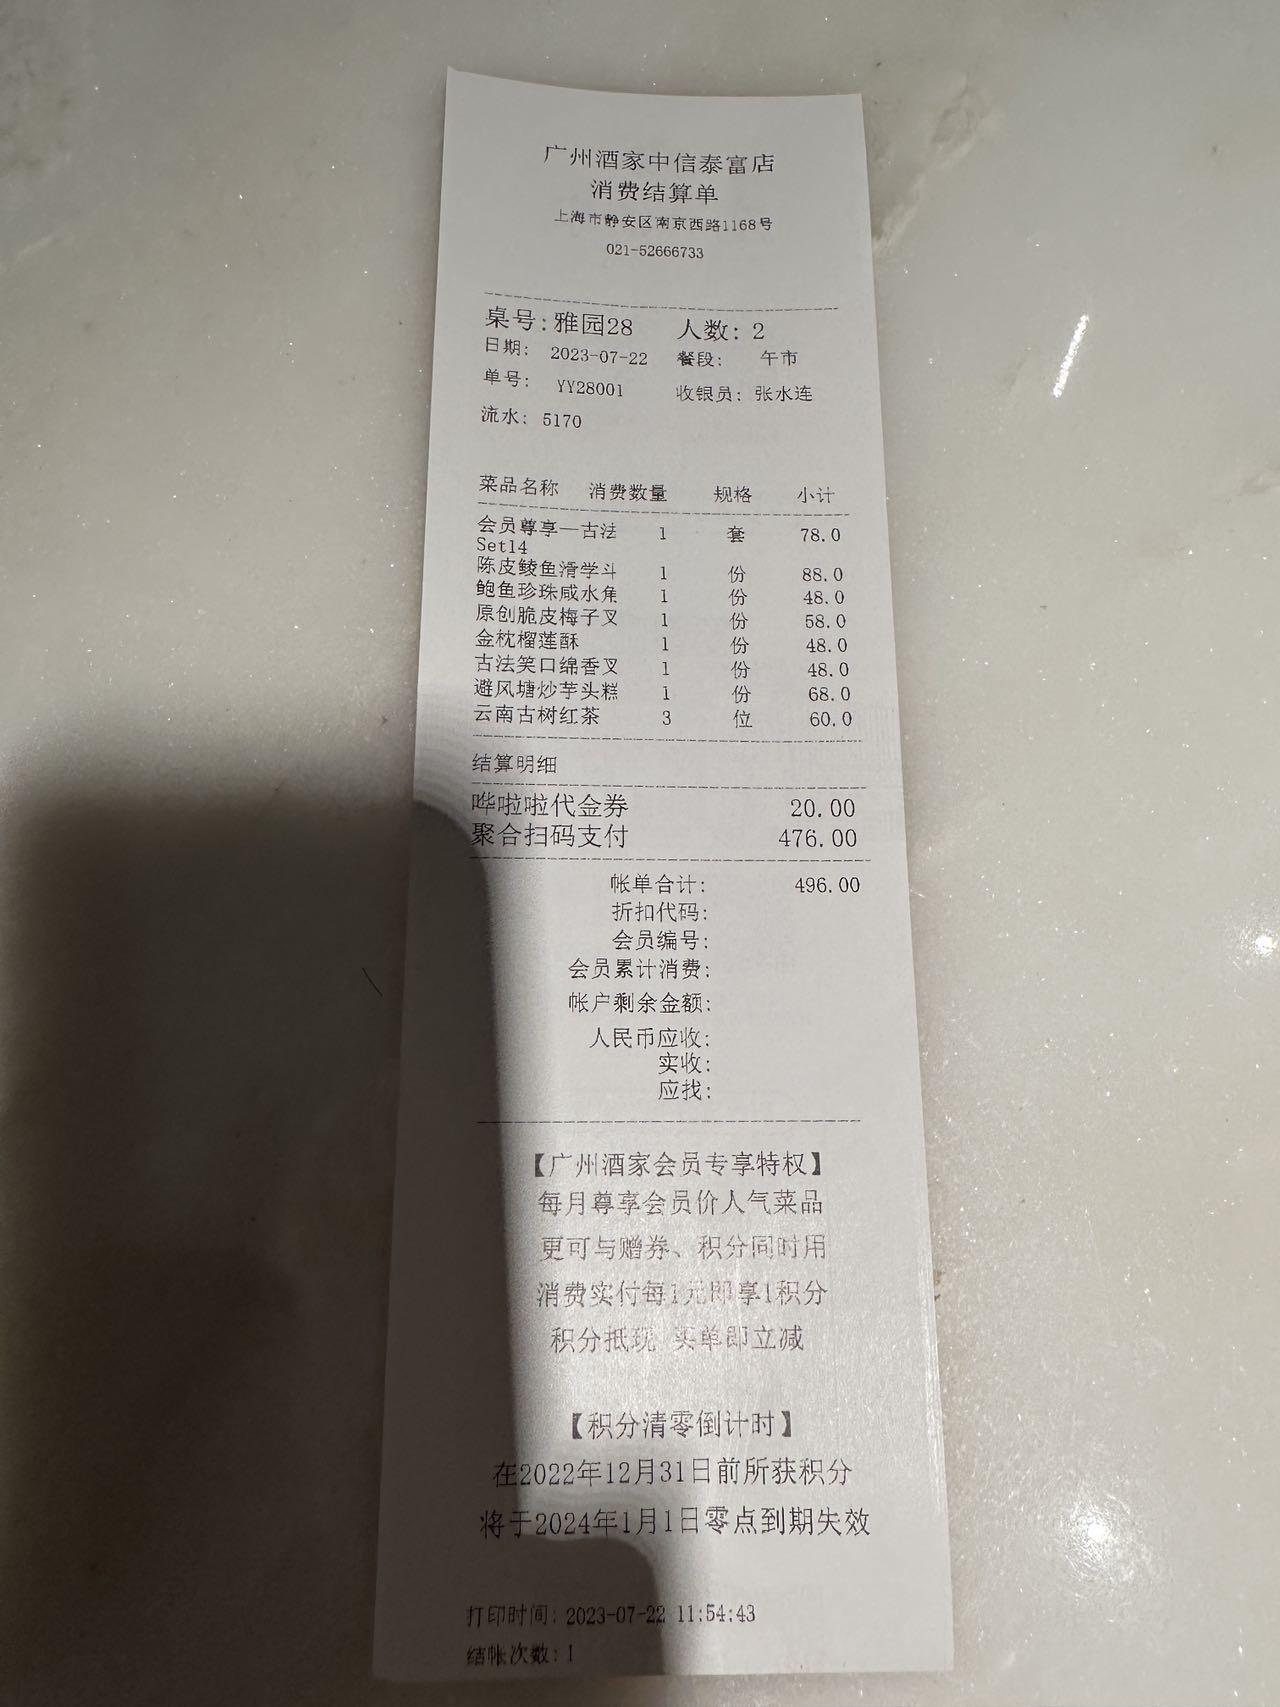 广州酒家中信泰富店
消费结算单
上海市静安区南京西路1168号
021-52666733
桌号:雅园28 人数: 2
日期: 2023-07-22 餐段: 午市
单号: YY28001 收银员: 张水连
流水: 5170
菜品名称 消费数量 规格 小计
会员尊享—古法 1 套 78.0
Set14
陈皮鲮鱼滑学斗 1 份 88.0
鲍鱼珍珠咸水角 1 份 48.0
原创脆皮梅子叉 1 份 58.0
金枕榴莲酥 1 份 48.0
古法笑口绵香叉 1 份 48.0
避风塘炒芋头糕 1 份 68.0
云南古树红茶 3 位 60.0
结算明细
哗啦啦代金券 20.00
聚合扫码支付 476.00
帐单合计: 496.00
折扣代码:
会员编号:
会员累计消费:
帐户剩余金额:
人民币应收:
实收:
应找:
【广州酒家会员专享特权】
每月尊享会员价人气菜品
更可与赠券、积分同时用
消费实付每1元即享1积分
积分抵现 买单即立减
【积分清零倒计时】
在2022年12月31日前所获积分
将于2024年1月1日零点到期失效
打印时间: 2023-07-22 11:54:43
结帐次数: 1